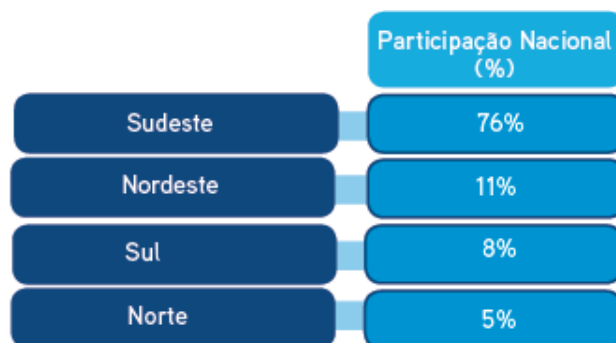 Participação Nacional
(%)
Sudeste
76%
Nordeste
11%
Sul
8%
Norte
5%